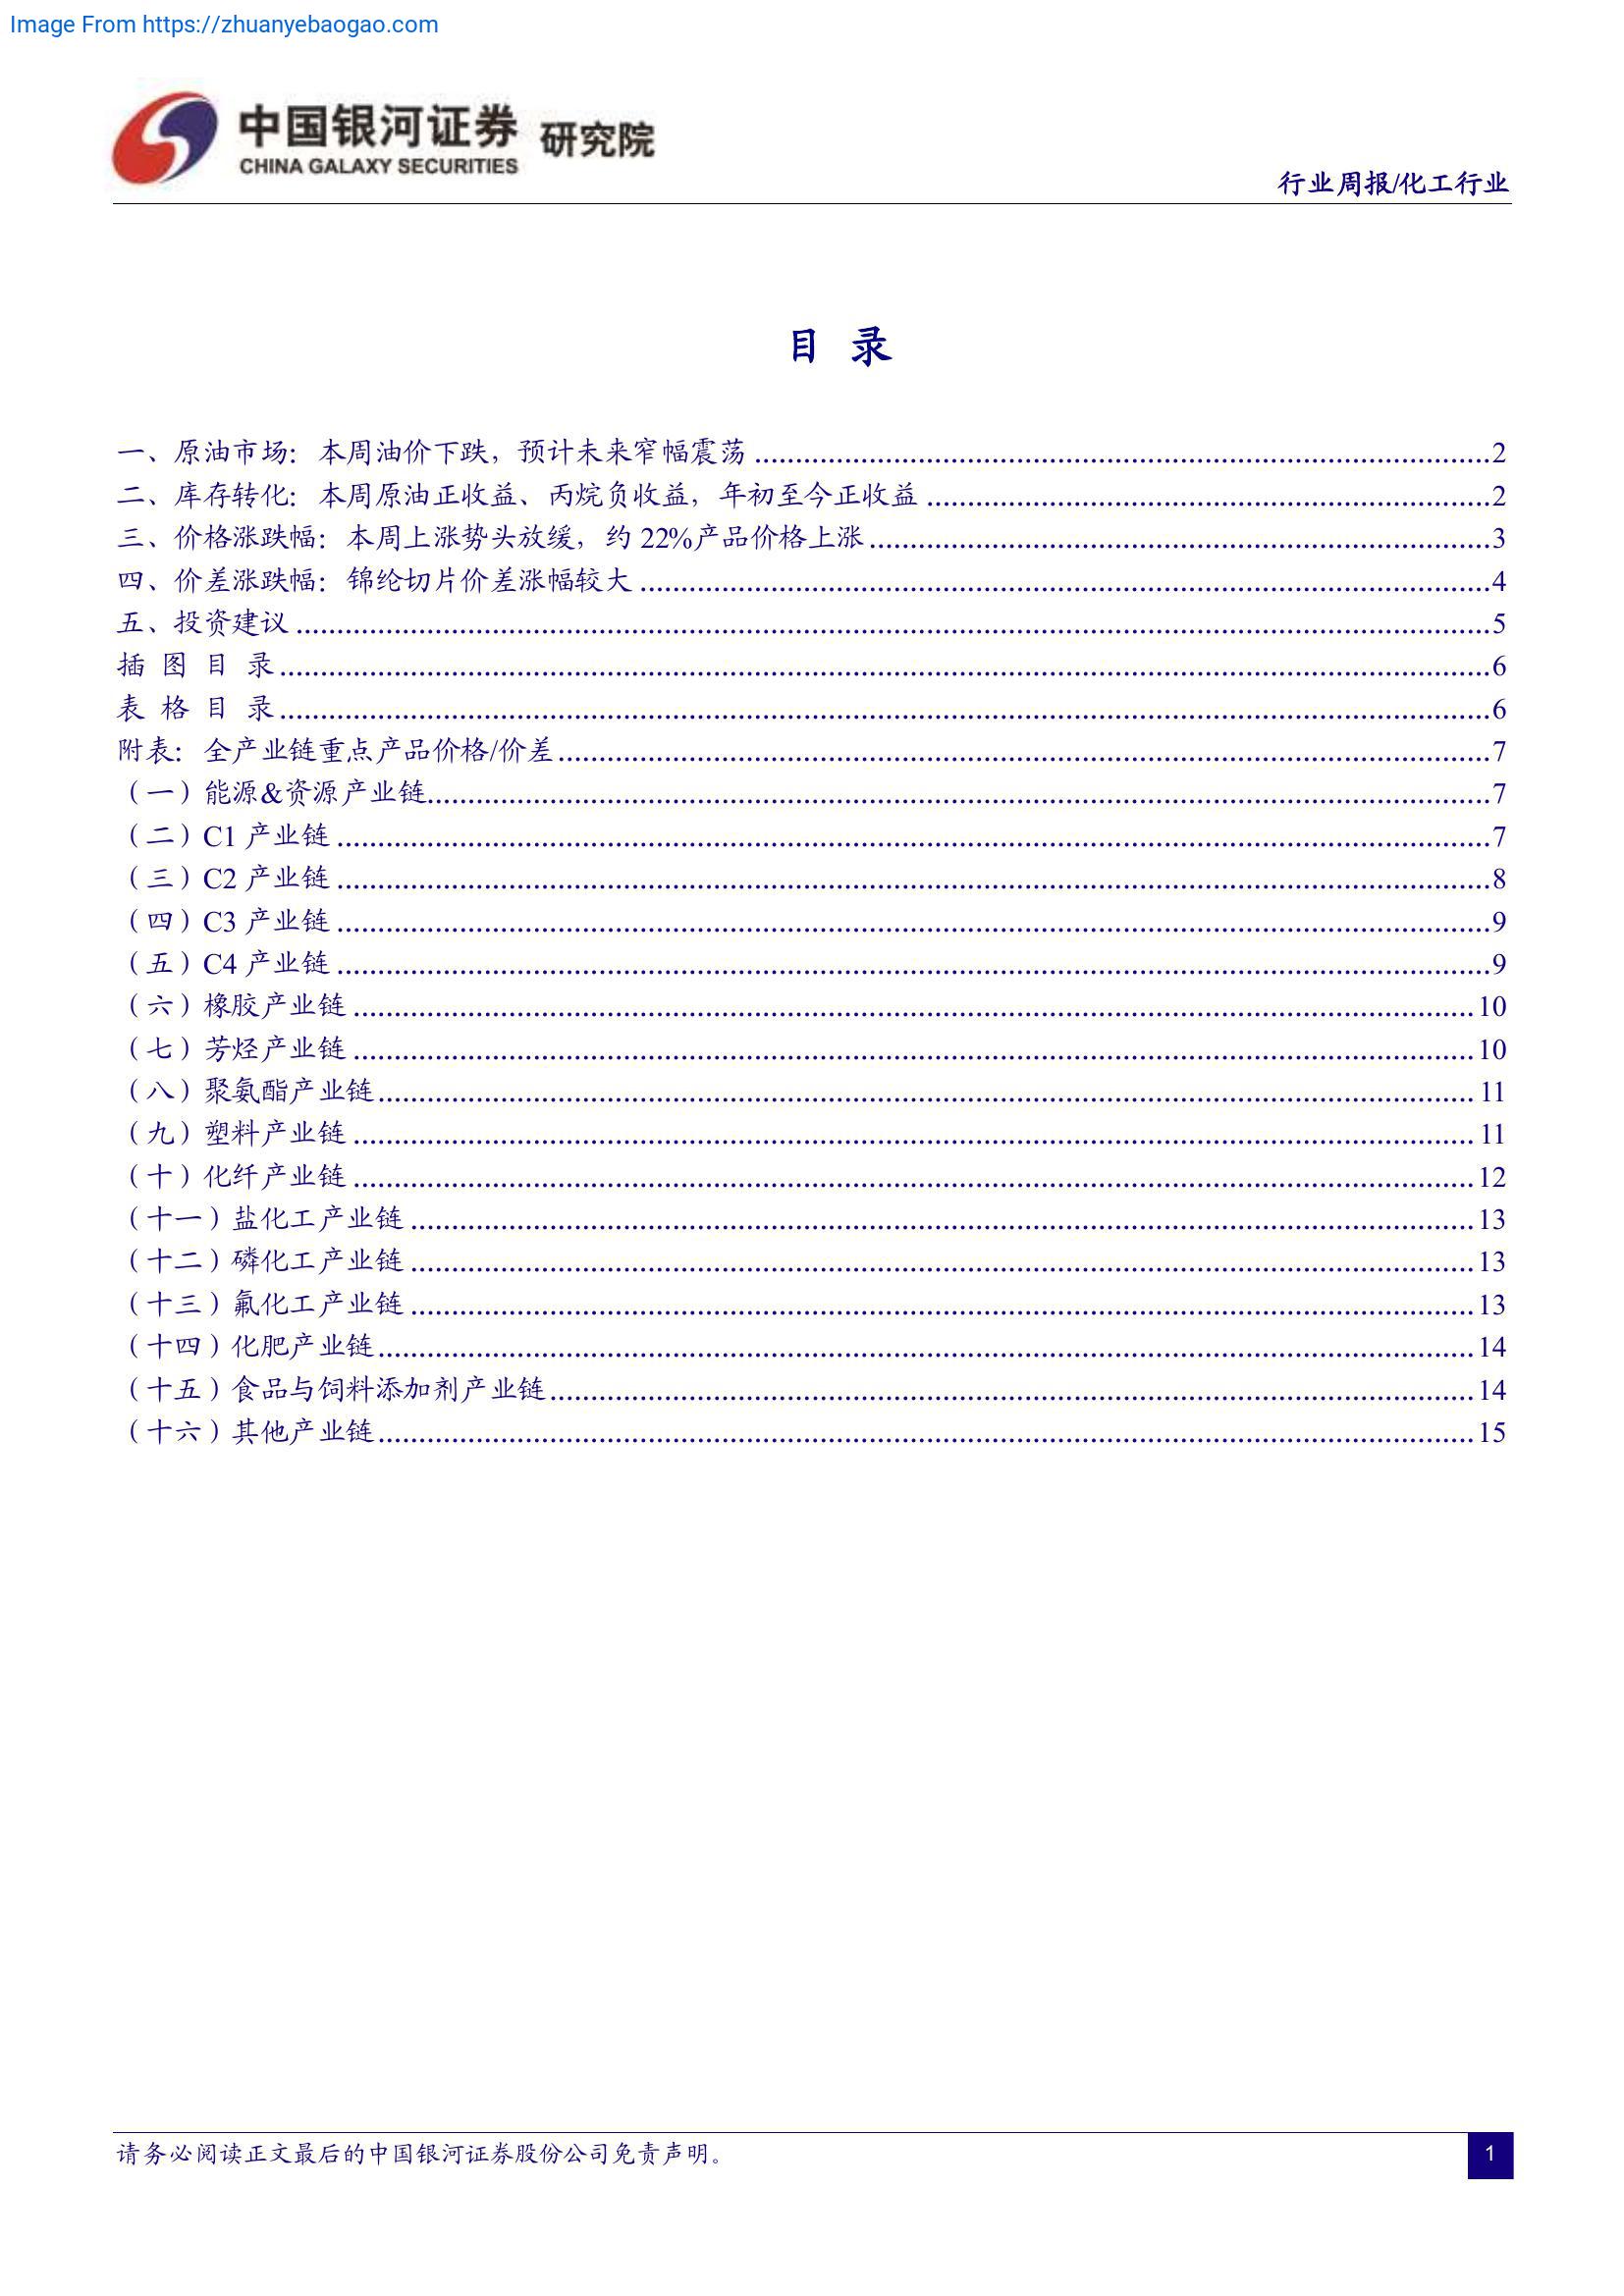 Image From https://zhuanyebaogao.com
中国银河证券 研究院
CHINA GALAXY SECURITIES
行业周报/化工行业
目 录
一、原油市场：本周油价下跌，预计未来窄幅震荡 2
二、库存转化：本周原油正收益、丙烷负收益，年初至今正收益 2
三、价格涨跌幅：本周上涨势头放缓，约 22%产品价格上涨 3
四、价差涨跌幅：锦纶切片价差涨幅较大 4
五、投资建议 5
插 图 目 录 6
表 格 目 录 6
附表：全产业链重点产品价格/价差 7
（一）能源&资源产业链 7
（二）C1 产业链 7
（三）C2 产业链 8
（四）C3 产业链 9
（五）C4 产业链 9
（六）橡胶产业链 10
（七）芳烃产业链 10
（八）聚氨酯产业链 11
（九）塑料产业链 11
（十）化纤产业链 12
（十一）盐化工产业链 13
（十二）磷化工产业链 13
（十三）氟化工产业链 13
（十四）化肥产业链 14
（十五）食品与饲料添加剂产业链 14
（十六）其他产业链 15
请务必阅读正文最后的中国银河证券股份公司免责声明。
1